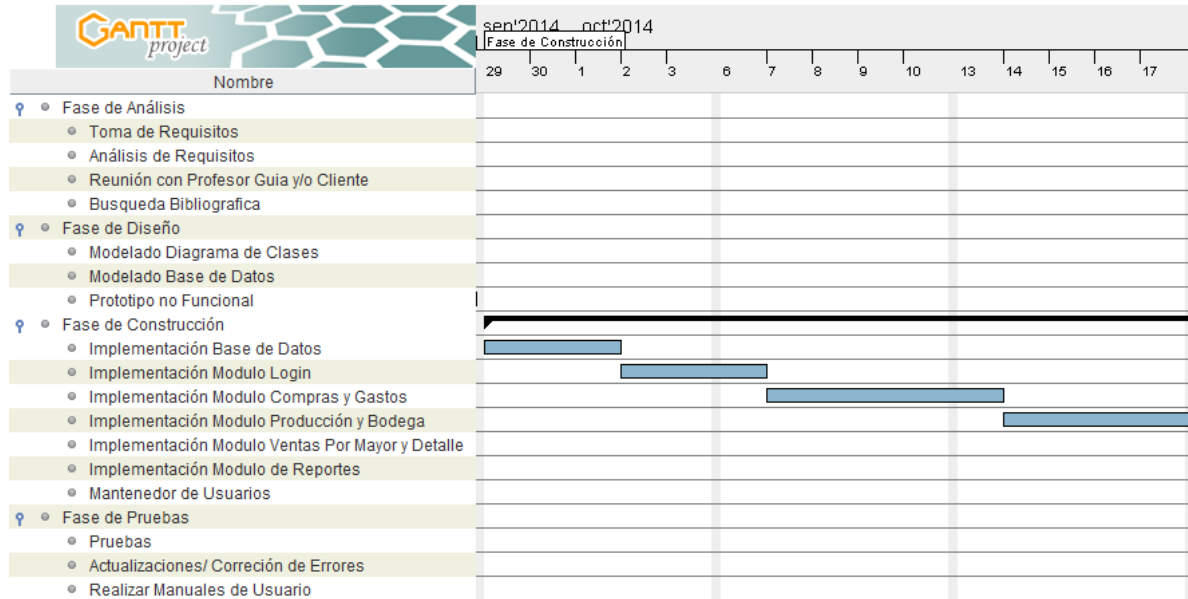 GANTT
project
sep'2014 oct'2014
Fase de Construcción
29 30 1 2 3 6 7 8 9 10 13 14 15 16 17
Nombre
Fase de Análisis
Toma de Requisitos
Análisis de Requisitos
Reunión con Profesor Guia y/o Cliente
Busqueda Bibliografica
Fase de Diseño
Modelado Diagrama de Clases
Modelado Base de Datos
Prototipo no Funcional
Fase de Construcción
Implementación Base de Datos
Implementación Modulo Login
Implementación Modulo Compras y Gastos
Implementación Modulo Producción y Bodega
Implementación Modulo Ventas Por Mayor y Detalle
Implementación Modulo de Reportes
Mantenedor de Usuarios
Fase de Pruebas
Pruebas
Actualizaciones/ Correción de Errores
Realizar Manuales de Usuario